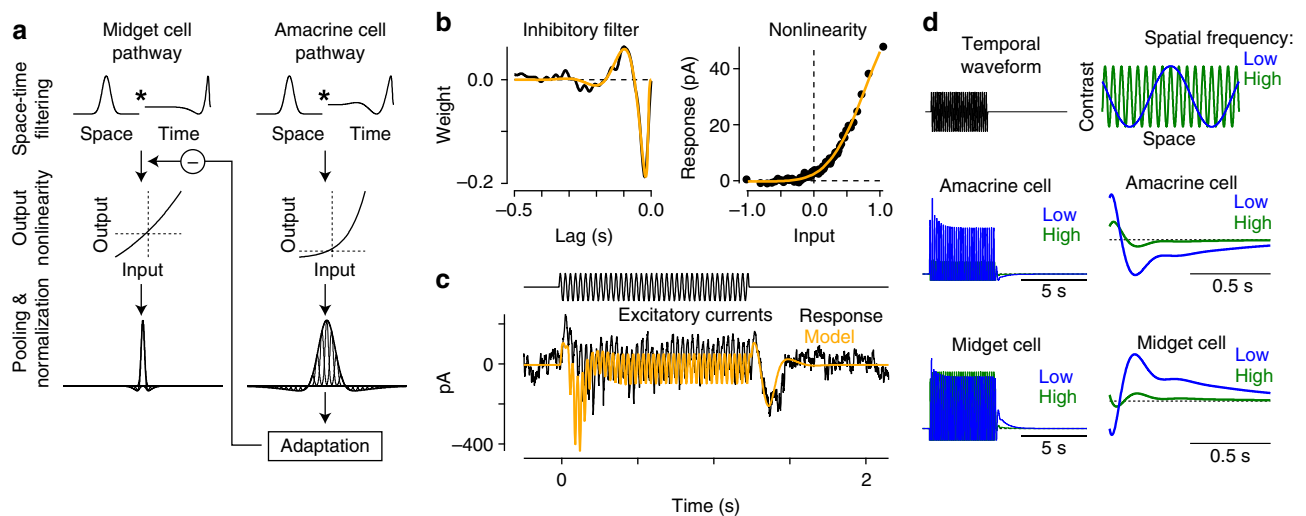 a
Midget cell
pathway
Amacrine cell
pathway
Space-time
filtering
*
Space
Time
*
Space
Time
−
Output
nonlinearity
Output
Input
Output
Input
Pooling &
normalization
Adaptation
b
Inhibitory filter
Weight
0.0
−0.2
−0.5
0.0
Lag (s)
Nonlinearity
Response (pA)
40
20
0
−1.0
0.0
1.0
Input
c
Excitatory currents
Response
Model
pA
0
−400
0
2
Time (s)
d
Temporal
waveform
Spatial frequency:
Low
High
Contrast
Space
Amacrine cell
Low
High
5 s
Amacrine cell
Low
High
0.5 s
Midget cell
Low
High
5 s
Midget cell
Low
High
0.5 s